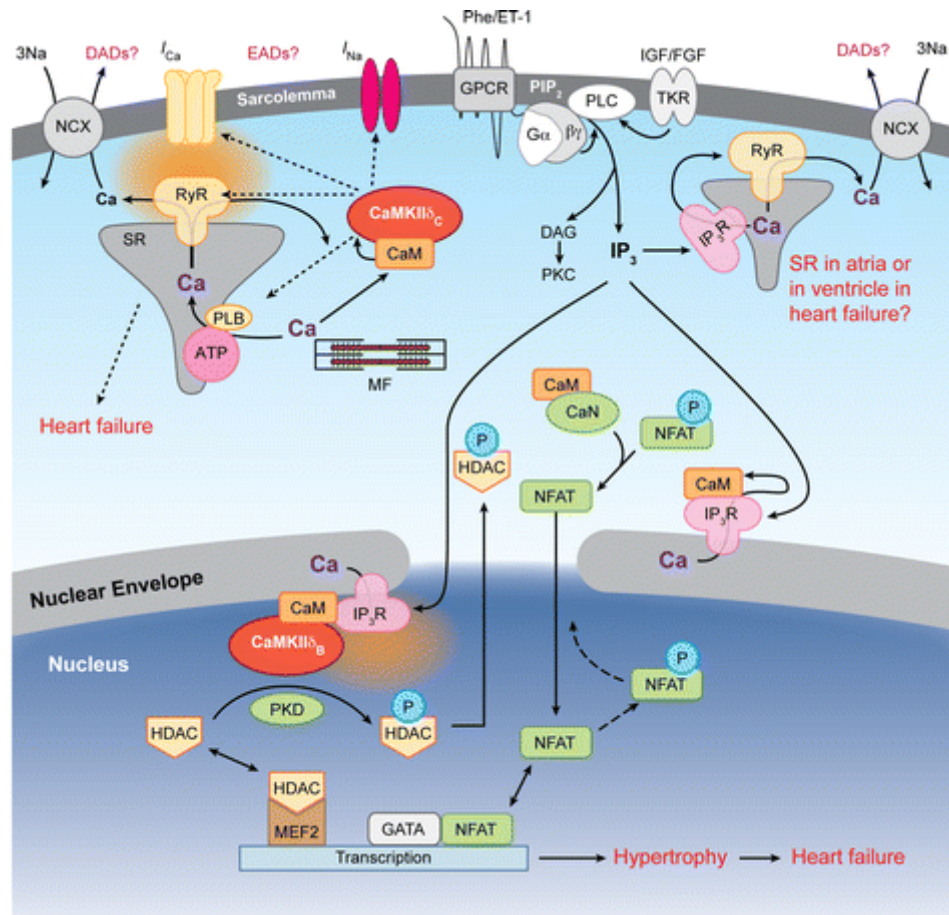 Phe/ET-1
3Na
DADs?
I Ca
EADs?
I Na
IGF/FGF
DADs?
3Na
Sarcolemma
GPCR
PIP2
PLC
TKR
NCX
Gα
βγ
NCX
RyR
Ca
RyR
Ca
SR
CaMKIIδC
CaM
DAG
PKC
IP3
IP3R
Ca
SR in atria or
in ventricle in
heart failure?
Ca
PLB
ATP
Ca
MF
Heart failure
CaM
CaN
P
NFAT
P
HDAC
NFAT
CaM
IP3R
Ca
Nuclear Envelope
Ca
CaM
IP3R
CaMKIIδB
Nucleus
P
NFAT
PKD
HDAC
P
HDAC
NFAT
HDAC
MEF2
GATA
NFAT
Transcription
Hypertrophy
Heart failure